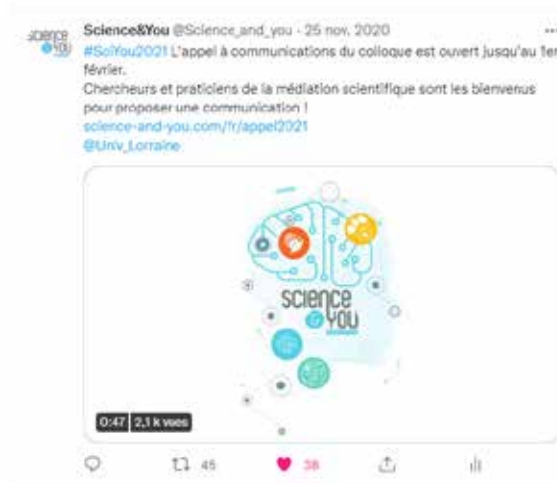 SCIENCE & YOU
Science&You @Science_and_you · 25 nov. 2020
#SciYou2021 L'appel à communications du colloque est ouvert jusqu'au 1er
février.
Chercheurs et praticiens de la médiation scientifique sont les bienvenus
pour proposer une communication !
science-and-you.com/fr/appel2021
@Univ_Lorraine
SCIENCE
& YOU
0:47 2,1 k vues
45 38